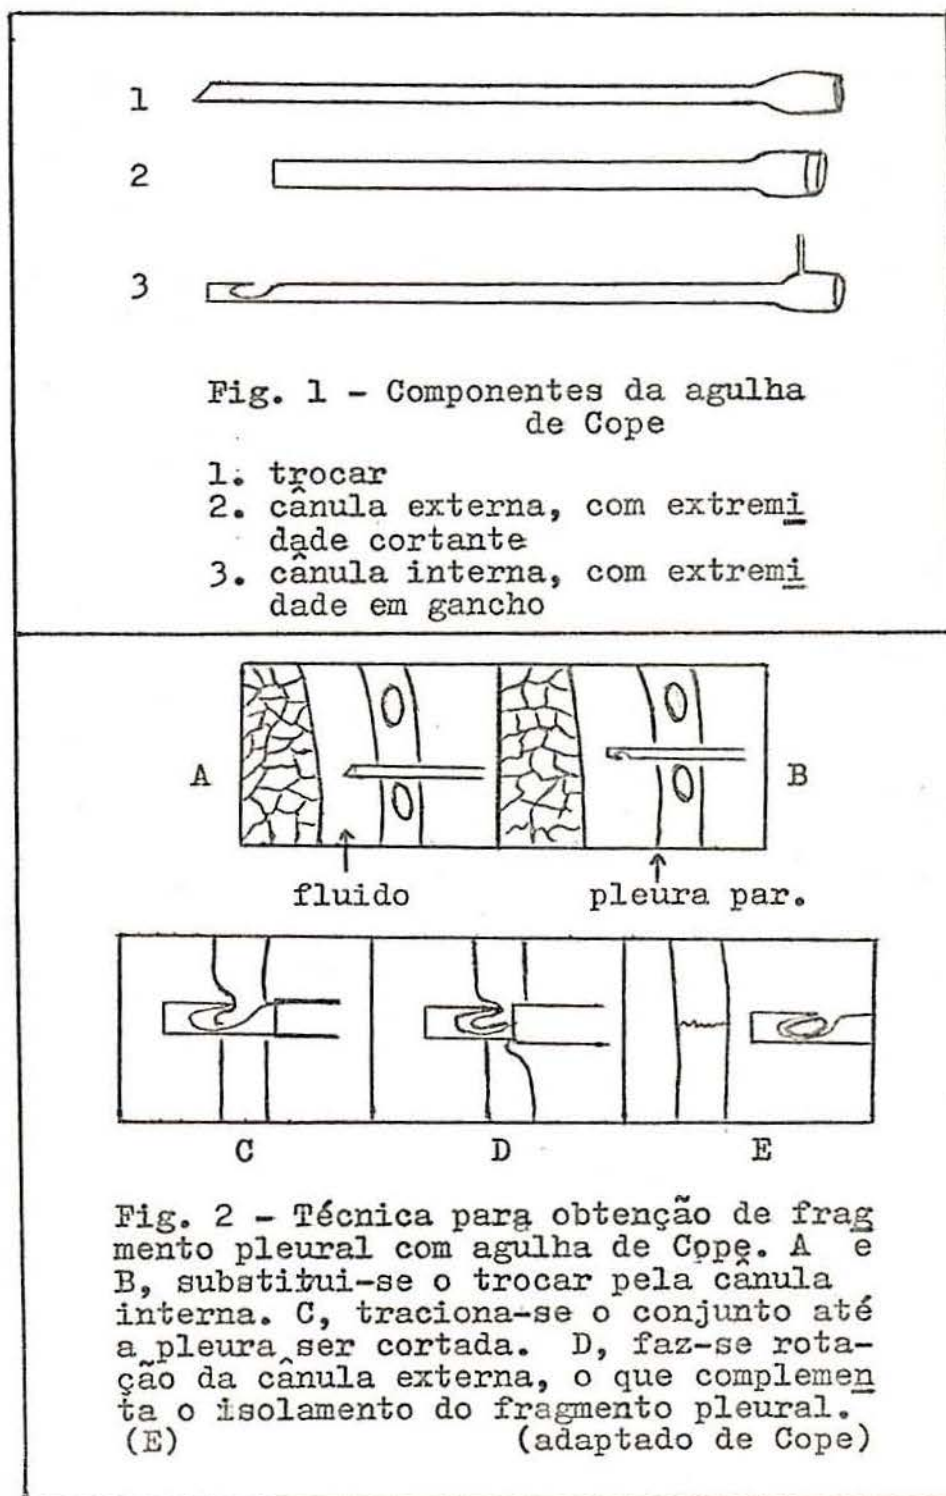 1
2
3
Fig. 1 - Componentes da agulha
de Cope
1. trocar
2. cânula externa, com extremi
dade cortante
3. cânula interna, com extremi
dade em gancho
A
B
fluido
pleura par.
C
D
E
Fig. 2 - Técnica para obtenção de frag
mento pleural com agulha de Cope. A e
B, substitui-se o trocar pela cânula
interna. C, traciona-se o conjunto até
a pleura ser cortada. D, faz-se rota-
ção da cânula externa, o que complemen
ta o isolamento do fragmento pleural.
(E) (adaptado de Cope)